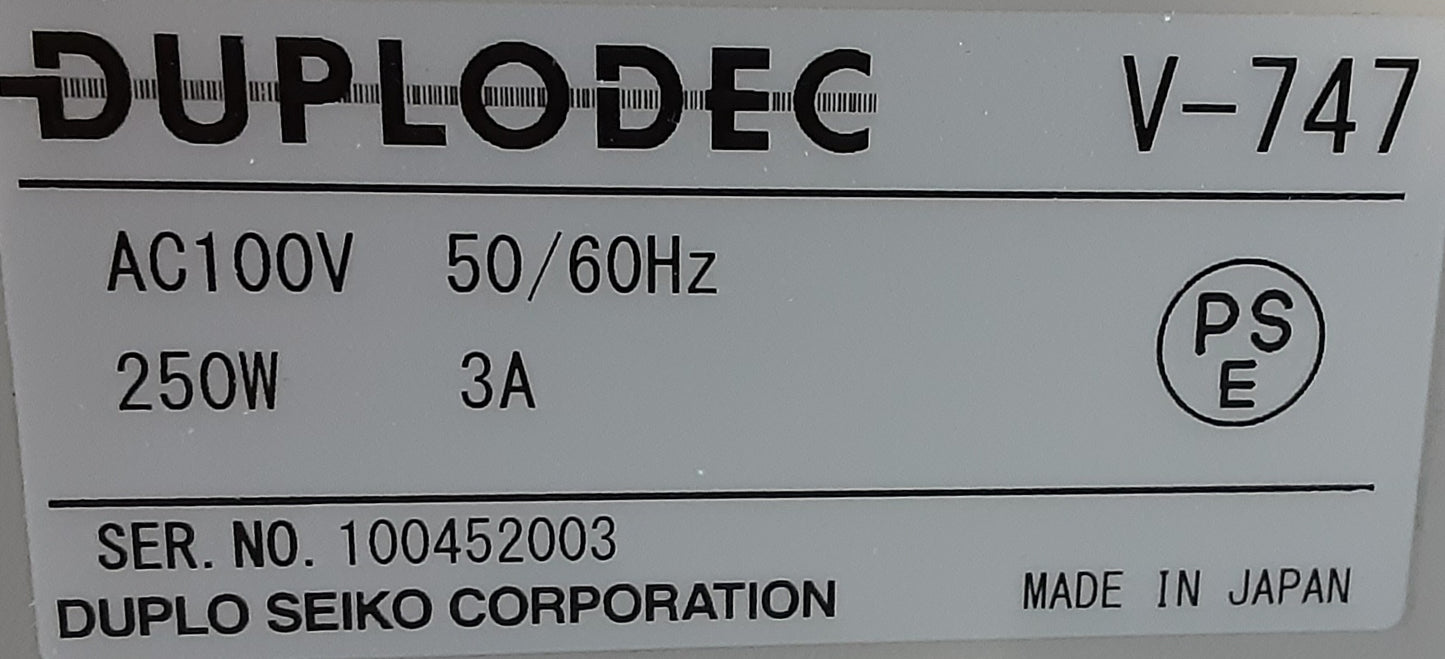 DUPLODEC V-747
AC100V 50/60Hz
250W 3A
PS
E
SER. NO. 100452003
DUPLO SEIKO CORPORATION
MADE IN JAPAN